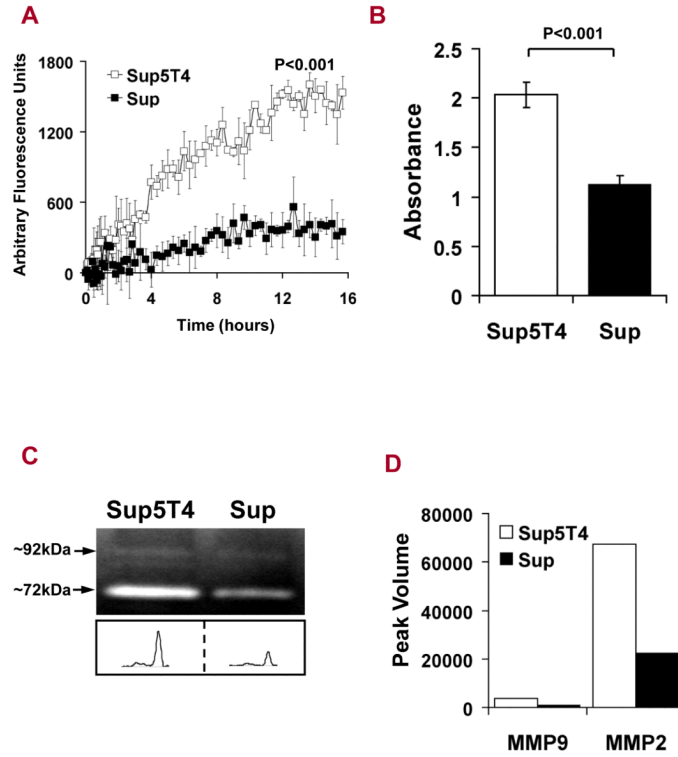 A
Arbitrary Fluorescence Units
1800
1200
600
0
Sup5T4
Sup
P<0.001
0 4 8 12 16
Time (hours)
B
P<0.001
Absorbance
2.5
2
1.5
1
0.5
0
Sup5T4 Sup
C
Sup5T4 Sup
~92kDa
~72kDa
D
Peak Volume
80000
60000
40000
20000
0
Sup5T4
Sup
MMP9 MMP2